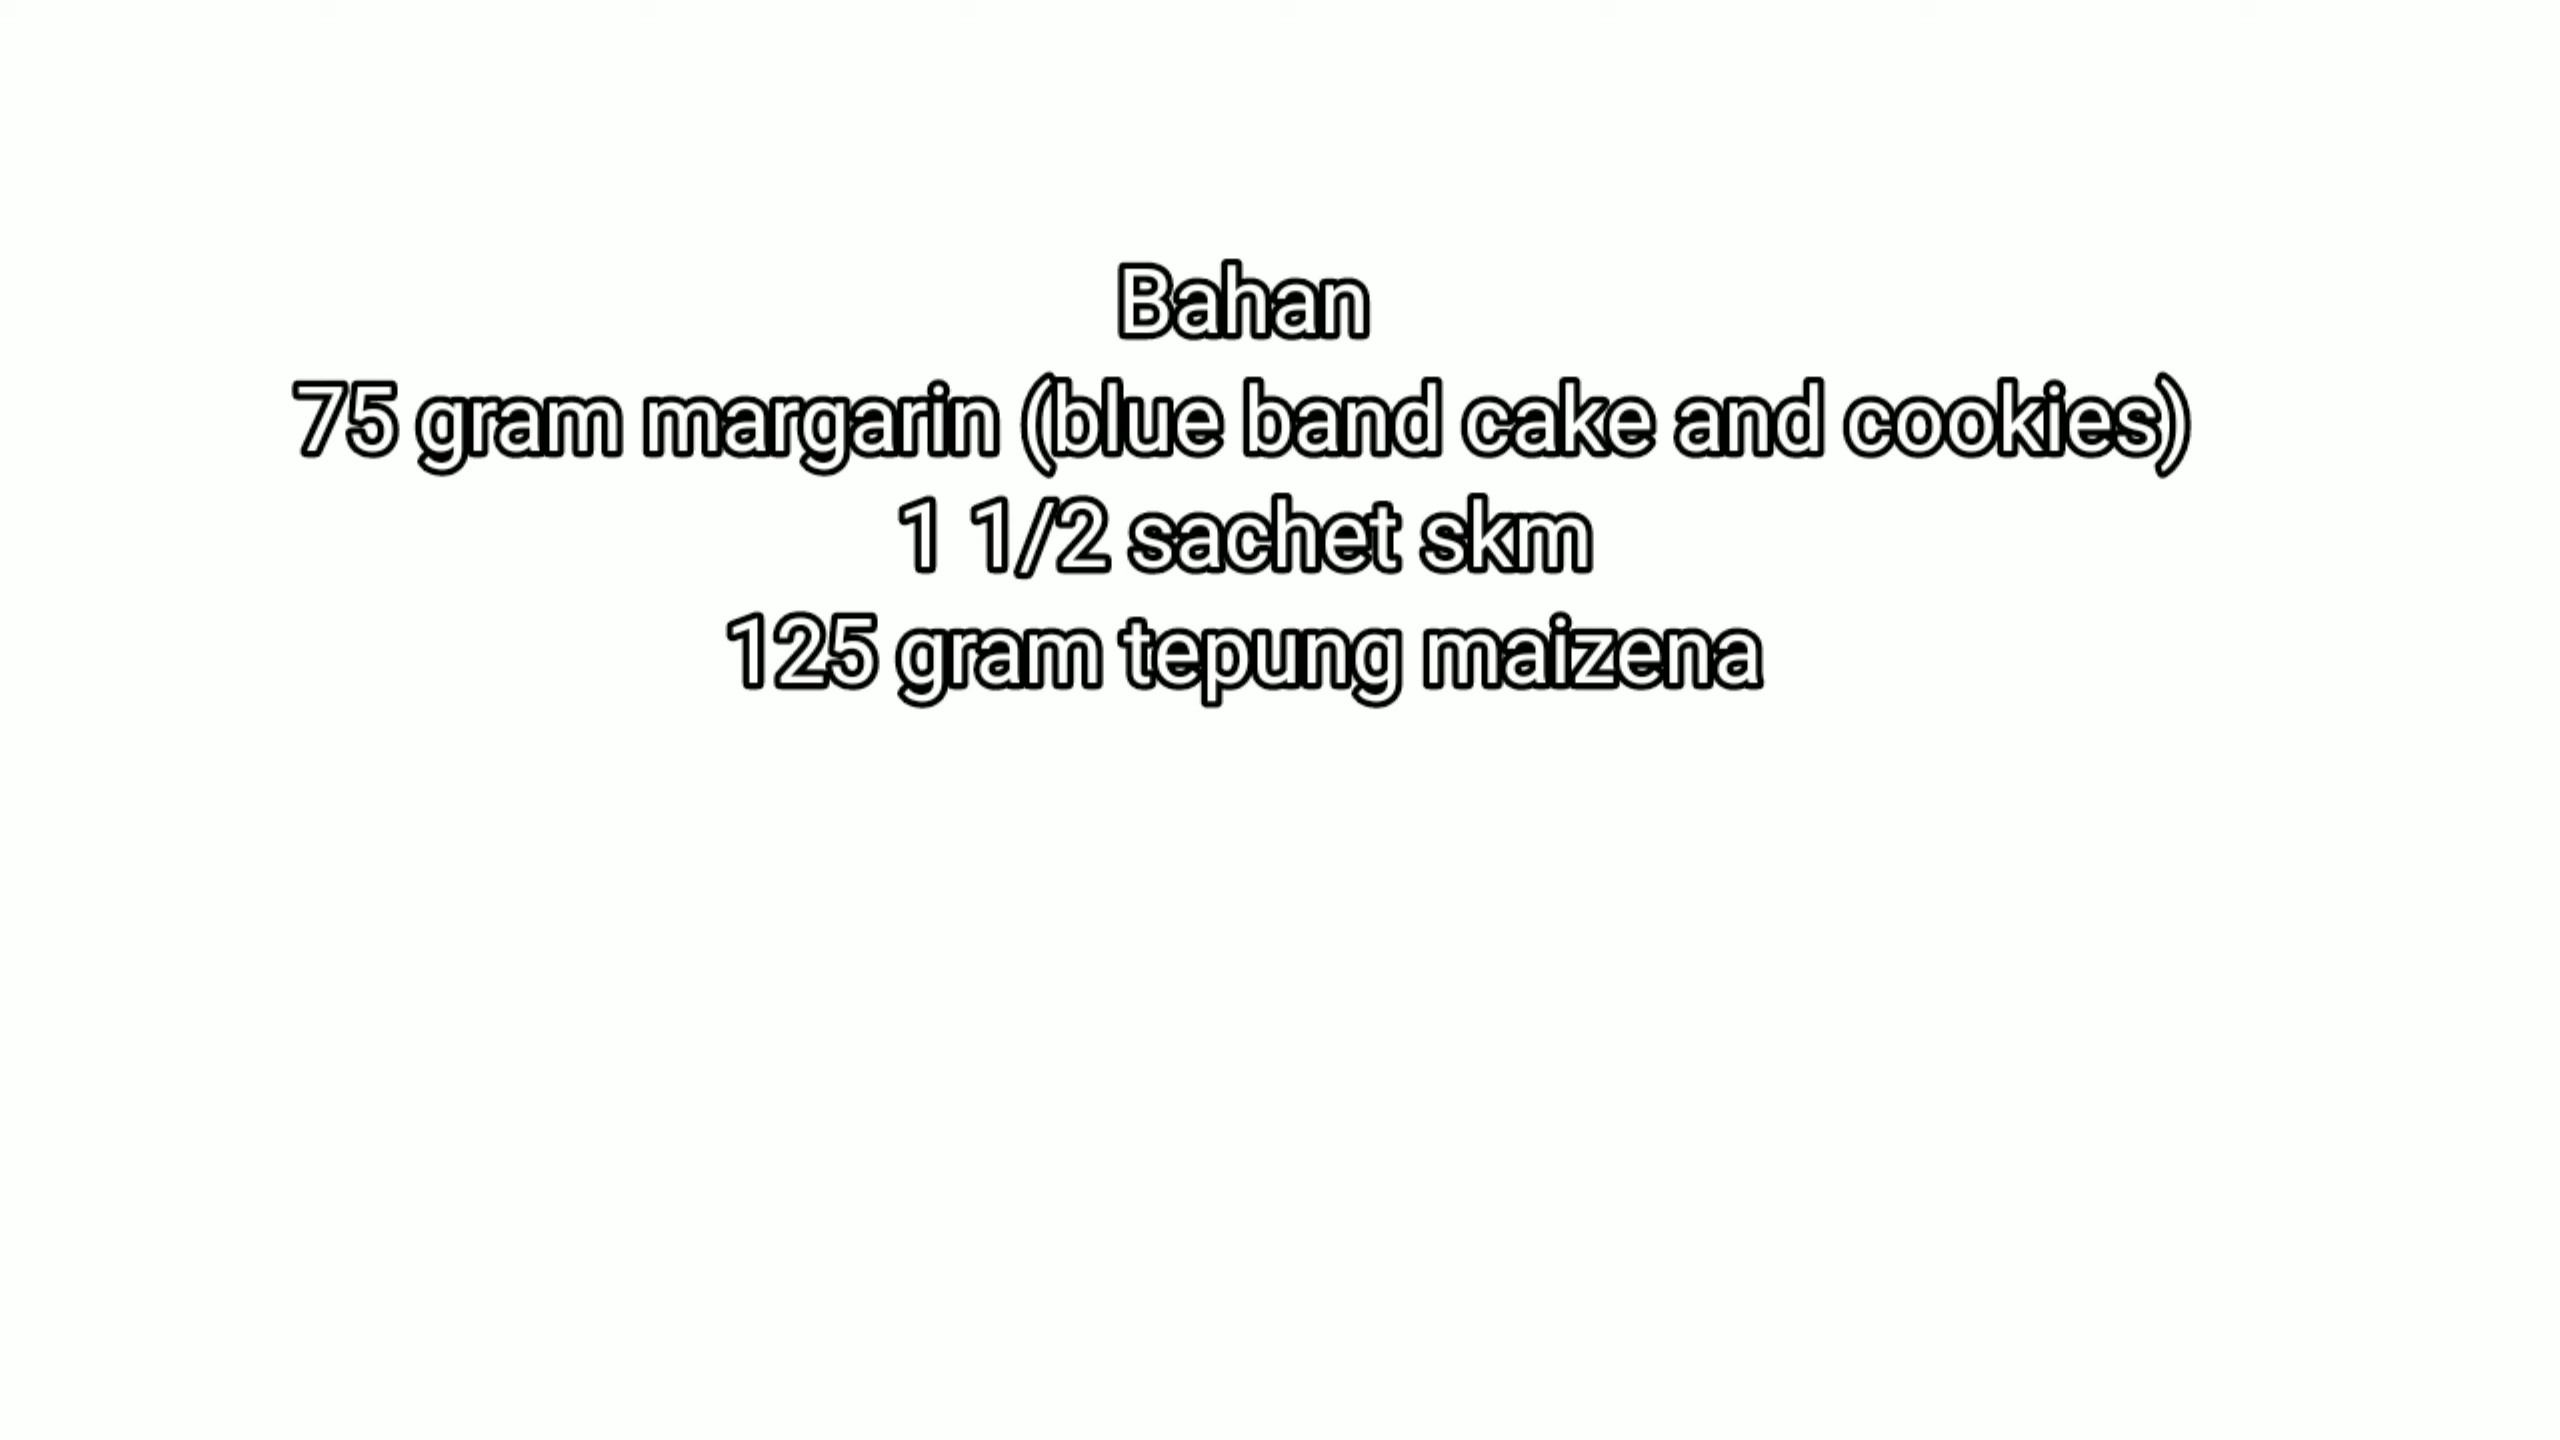 Bahan
75 gram margarin (blue band cake and cookies)
1 1/2 sachet skm
125 gram tepung maizena